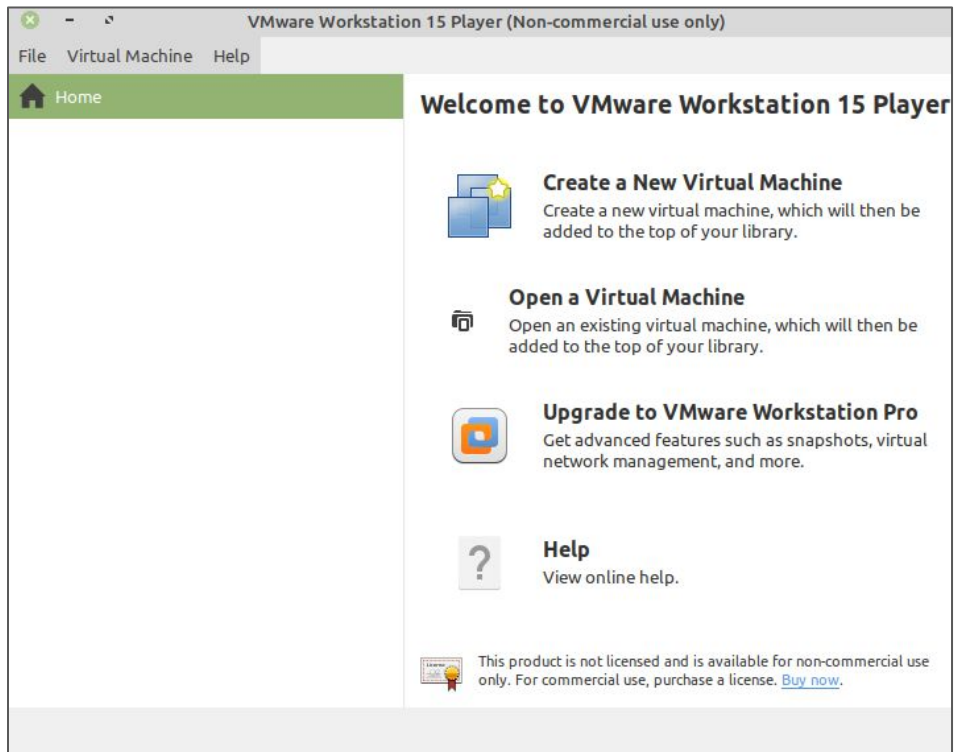 VMware Workstation 15 Player (Non-commercial use only)
File Virtual Machine Help
Home
Welcome to VMware Workstation 15 Player
Create a New Virtual Machine
Create a new virtual machine, which will then be
added to the top of your library.
Open a Virtual Machine
Open an existing virtual machine, which will then be
added to the top of your library.
Upgrade to VMware Workstation Pro
Get advanced features such as snapshots, virtual
network management, and more.
?
Help
View online help.
License
This product is not licensed and is available for non-commercial use
only. For commercial use, purchase a license. Buy now.